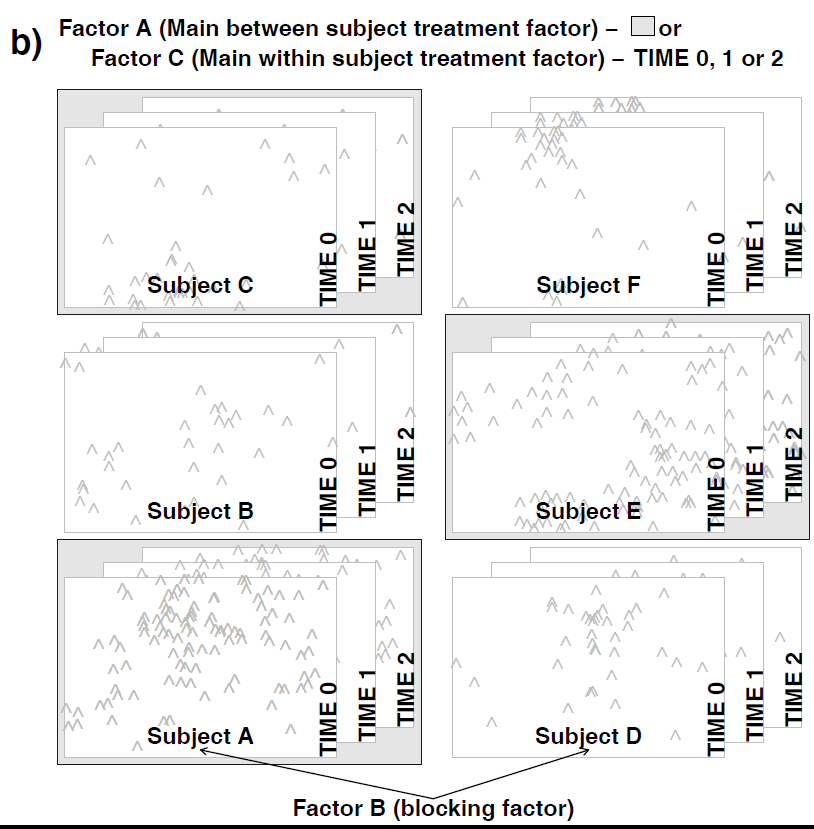 b)
Factor A (Main between subject treatment factor) – or
Factor C (Main within subject treatment factor) – TIME 0, 1 or 2
Subject C
TIME 0
TIME 1
TIME 2
Subject F
TIME 0
TIME 1
TIME 2
Subject B
TIME 0
TIME 1
TIME 2
Subject E
TIME 0
TIME 1
TIME 2
Subject A
TIME 0
TIME 1
TIME 2
Subject D
TIME 0
TIME 1
TIME 2
Factor B (blocking factor)